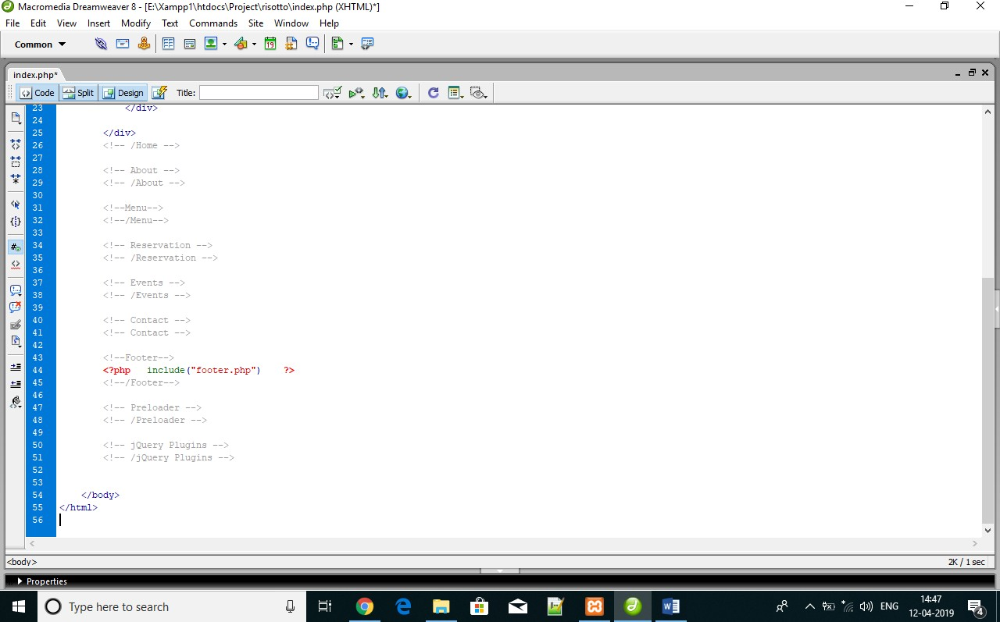 Macromedia Dreamweaver 8 - [E:\Xampp1\htdocs\Project\risotto\index.php (XHTML)*]
File Edit View Insert Modify Text Commands Site Window Help
Common
19
index.php*
Code Split Design Title:
23 </div>
24
25 </div>
26 <!-- /Home -->
27
28 <!-- About -->
29 <!-- /About -->
30
31 <!--Menu-->
32 <!--/Menu-->
33
34 <!-- Reservation -->
35 <!-- /Reservation -->
36
37 <!-- Events -->
38 <!-- /Events -->
39
40 <!-- Contact -->
41 <!-- Contact -->
42
43 <!--Footer-->
44 <?php include("footer.php") ?>
45 <!--/Footer-->
46
47 <!-- Preloader -->
48 <!-- /Preloader -->
49
50 <!-- jQuery Plugins -->
51 <!-- /jQuery Plugins -->
52
53
54 </body>
55 </html>
56
<body> 2K / 1 sec
Properties
Type here to search ENG 14:47
12-04-2019 4